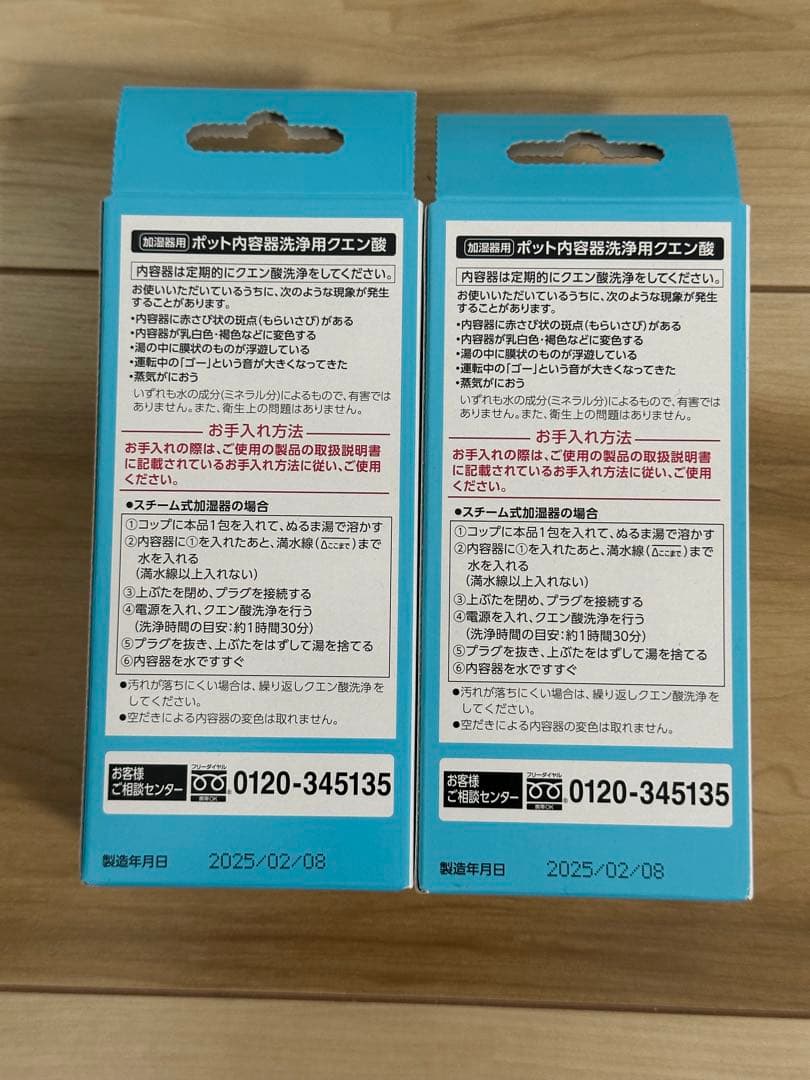 加湿器用 ポット内容器洗浄用クエン酸
内容器は定期的にクエン酸洗浄をしてください。
お使いいただいているうちに、次のような現象が発生
することがあります。
・内容器に赤さび状の斑点(もらいさび)がある
・内容器が乳白色・褐色などに変色する
・湯の中に膜状のものが浮遊している
・運転中の「ゴー」という音が大きくなってきた
・蒸気がにおう
いずれも水の成分(ミネラル分)によるもので、有害では
ありません。また、衛生上の問題はありません。
お手入れ方法
お手入れの際は、ご使用の製品の取扱説明書
に記載されているお手入れ方法に従い、ご使用
ください。
●スチーム式加湿器の場合
①コップに本品1包を入れて、ぬるま湯で溶かす
②内容器に①を入れたあと、満水線(△ここまで)まで
水を入れる
(満水線以上入れない)
③上ぶたを閉め、プラグを接続する
④電源を入れ、クエン酸洗浄を行う
(洗浄時間の目安:約1時間30分)
⑤プラグを抜き、上ぶたをはずして湯を捨てる
⑥内容器を水ですすぐ
●汚れが落ちにくい場合は、繰り返しクエン酸洗浄を
してください。
●空だきによる内容器の変色は取れません。
お客様
ご相談センター
フリーダイヤル
携帯OK
0120-345135
製造年月日 2025/02/08
加湿器用 ポット内容器洗浄用クエン酸
内容器は定期的にクエン酸洗浄をしてください。
お使いいただいているうちに、次のような現象が発生
することがあります。
・内容器に赤さび状の斑点(もらいさび)がある
・内容器が乳白色・褐色などに変色する
・湯の中に膜状のものが浮遊している
・運転中の「ゴー」という音が大きくなってきた
・蒸気がにおう
いずれも水の成分(ミネラル分)によるもので、有害では
ありません。また、衛生上の問題はありません。
お手入れ方法
お手入れの際は、ご使用の製品の取扱説明書
に記載されているお手入れ方法に従い、ご使用
ください。
●スチーム式加湿器の場合
①コップに本品1包を入れて、ぬるま湯で溶かす
②内容器に①を入れたあと、満水線(△ここまで)まで
水を入れる
(満水線以上入れない)
③上ぶたを閉め、プラグを接続する
④電源を入れ、クエン酸洗浄を行う
(洗浄時間の目安:約1時間30分)
⑤プラグを抜き、上ぶたをはずして湯を捨てる
⑥内容器を水ですすぐ
●汚れが落ちにくい場合は、繰り返しクエン酸洗浄を
してください。
●空だきによる内容器の変色は取れません。
お客様
ご相談センター
フリーダイヤル
携帯OK
0120-345135
製造年月日 2025/02/08